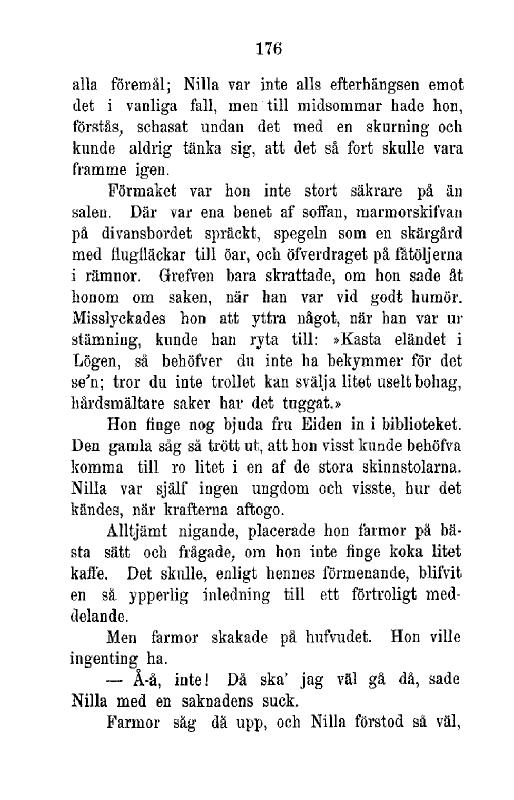 176
alla föremål; Nilla var inte alls efterhängsen emot
det i vanliga fall, men till midsommar hade hon,
förstås, schasat undan det med en skurning och
kunde aldrig tänka sig, att det så fort skulle vara
framme igen.
Förmaket var hon inte stort säkrare på än
salen. Där var ena benet af soffan, marmorskifvan
på divansbordet spräckt, spegeln som en skärgård
med flugfläckar till öar, och öfverdraget på fåtöljerna
i rämnor. Grefven bara skrattade, om hon sade åt
honom om saken, när han var vid godt humör.
Misslyckades hon att yttra något, när han var ur
stämning, kunde han ryta till: »Kasta eländet i
Lögen, så behöfver du inte ha bekymmer för det
se'n; tror du inte trollet kan svälja litet uselt bohag,
hårdsmältare saker har det tuggat.»
Hon finge nog bjuda fru Eiden in i biblioteket.
Den gamla såg så trött ut, att hon visst kunde behöfva
komma till ro litet i en af de stora skinnstolarna.
Nilla var själf ingen ungdom och visste, hur det
kändes, när krafterna aftogo.
Alltjämt nigande, placerade hon farmor på bä-
sta sätt och frågade, om hon inte finge koka litet
kaffe. Det skulle, enligt hennes förmenande, blifvit
en så ypperlig inledning till ett förtroligt med-
delande.
Men farmor skakade på hufvudet. Hon ville
ingenting ha.
— Å-å, inte! Då ska' jag väl gå då, sade
Nilla med en saknadens suck.
Farmor såg då upp, och Nilla förstod så väl,